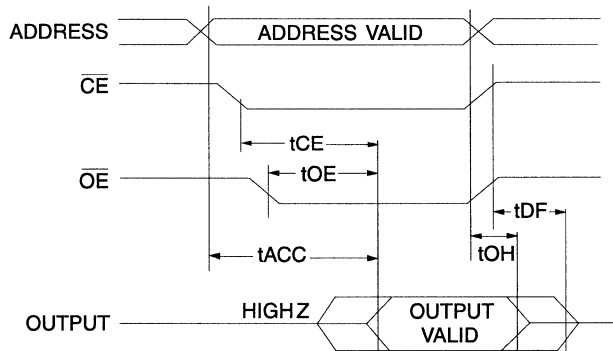 ADDRESS
ADDRESS VALID
CE
tCE
tOE
OE
tDF
tACC
tOH
HIGH Z
OUTPUT
OUTPUT
VALID